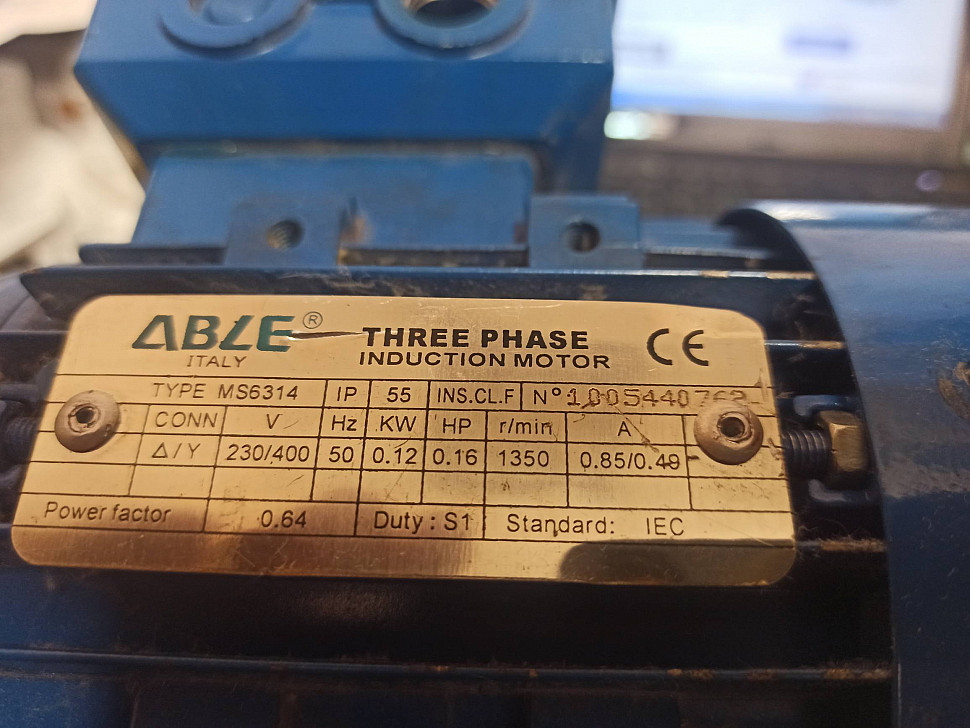 ABLE ®
ITALY
THREE PHASE
INDUCTION MOTOR
CE
TYPE MS6314 IP 55 INS.CL.F N° 1005440762
CONN V Hz KW HP r/min A
Δ/Y 230/400 50 0.12 0.16 1350 0.85/0.49
Power factor 0.64 Duty: S1 Standard: IEC